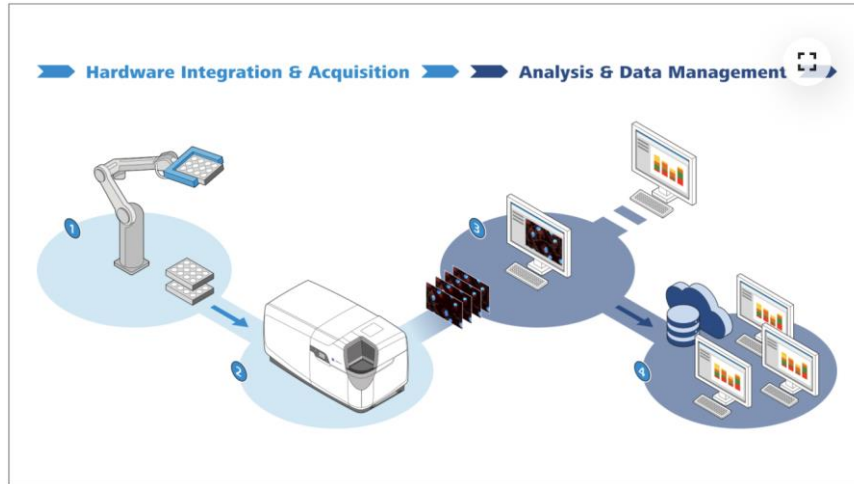 Hardware Integration & Acquisition
Analysis & Data Management
1
2
3
4